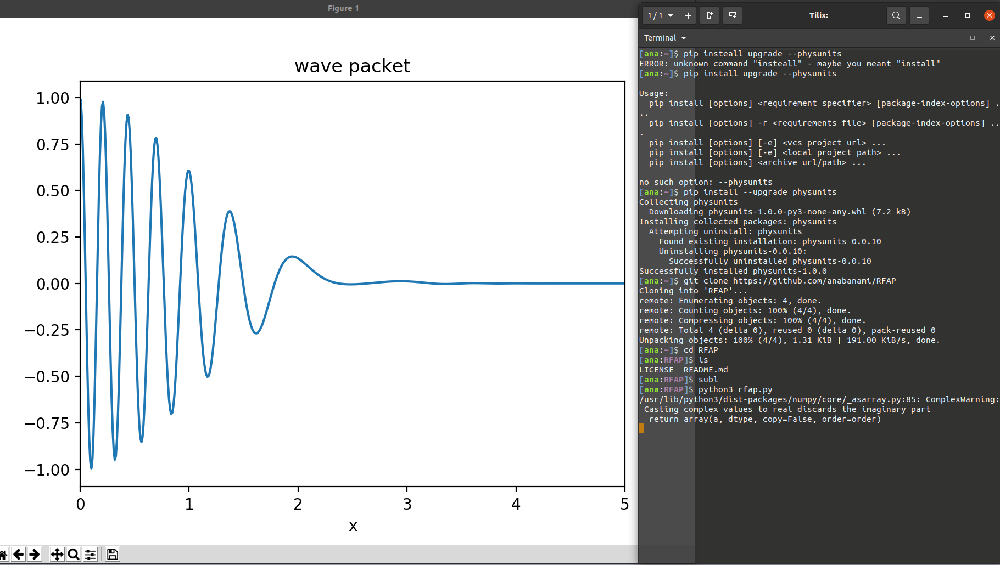 Figure 1
wave packet
1.00
0.75
0.50
0.25
0.00
−0.25
−0.50
−0.75
−1.00
0 1 2 3 4 5
x
1 / 1
Tilix:
Terminal
[ana:~]$ pip insteall upgrade --physunits
ERROR: unknown command "insteall" - maybe you meant "install"
[ana:~]$ pip install upgrade --physunits
Usage:
pip install [options] <requirement specifier> [package-index-options] .
..
pip install [options] -r <requirements file> [package-index-options] ..
.
pip install [options] [-e] <vcs project url> ...
pip install [options] [-e] <local project path> ...
pip install [options] <archive url/path> ...
no such option: --physunits
[ana:~]$ pip install --upgrade physunits
Collecting physunits
Downloading physunits-1.0.0-py3-none-any.whl (7.2 kB)
Installing collected packages: physunits
Attempting uninstall: physunits
Found existing installation: physunits 0.0.10
Uninstalling physunits-0.0.10:
Successfully uninstalled physunits-0.0.10
Successfully installed physunits-1.0.0
[ana:~]$ git clone https://github.com/anabanami/RFAP
Cloning into 'RFAP'...
remote: Enumerating objects: 4, done.
remote: Counting objects: 100% (4/4), done.
remote: Compressing objects: 100% (4/4), done.
remote: Total 4 (delta 0), reused 0 (delta 0), pack-reused 0
Unpacking objects: 100% (4/4), 1.31 KiB | 191.00 KiB/s, done.
[ana:~]$ cd RFAP
[ana:RFAP]$ ls
LICENSE  README.md
[ana:RFAP]$ subl
[ana:RFAP]$ python3 rfap.py
/usr/lib/python3/dist-packages/numpy/core/_asarray.py:85: ComplexWarning:
Casting complex values to real discards the imaginary part
return array(a, dtype, copy=False, order=order)